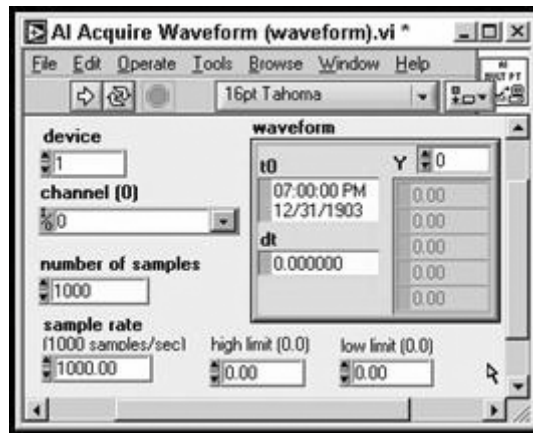 AI Acquire Waveform (waveform).vi *
File Edit Operate Tools Browse Window Help
AI
MULT PT
16pt Tahoma
device
1
channel (0)
0
number of samples
1000
sample rate
(1000 samples/sec)
1000.00
high limit (0.0)
0.00
low limit (0.0)
0.00
waveform
t0
07:00:00 PM
12/31/1903
dt
0.000000
Y 0
0.00
0.00
0.00
0.00
0.00